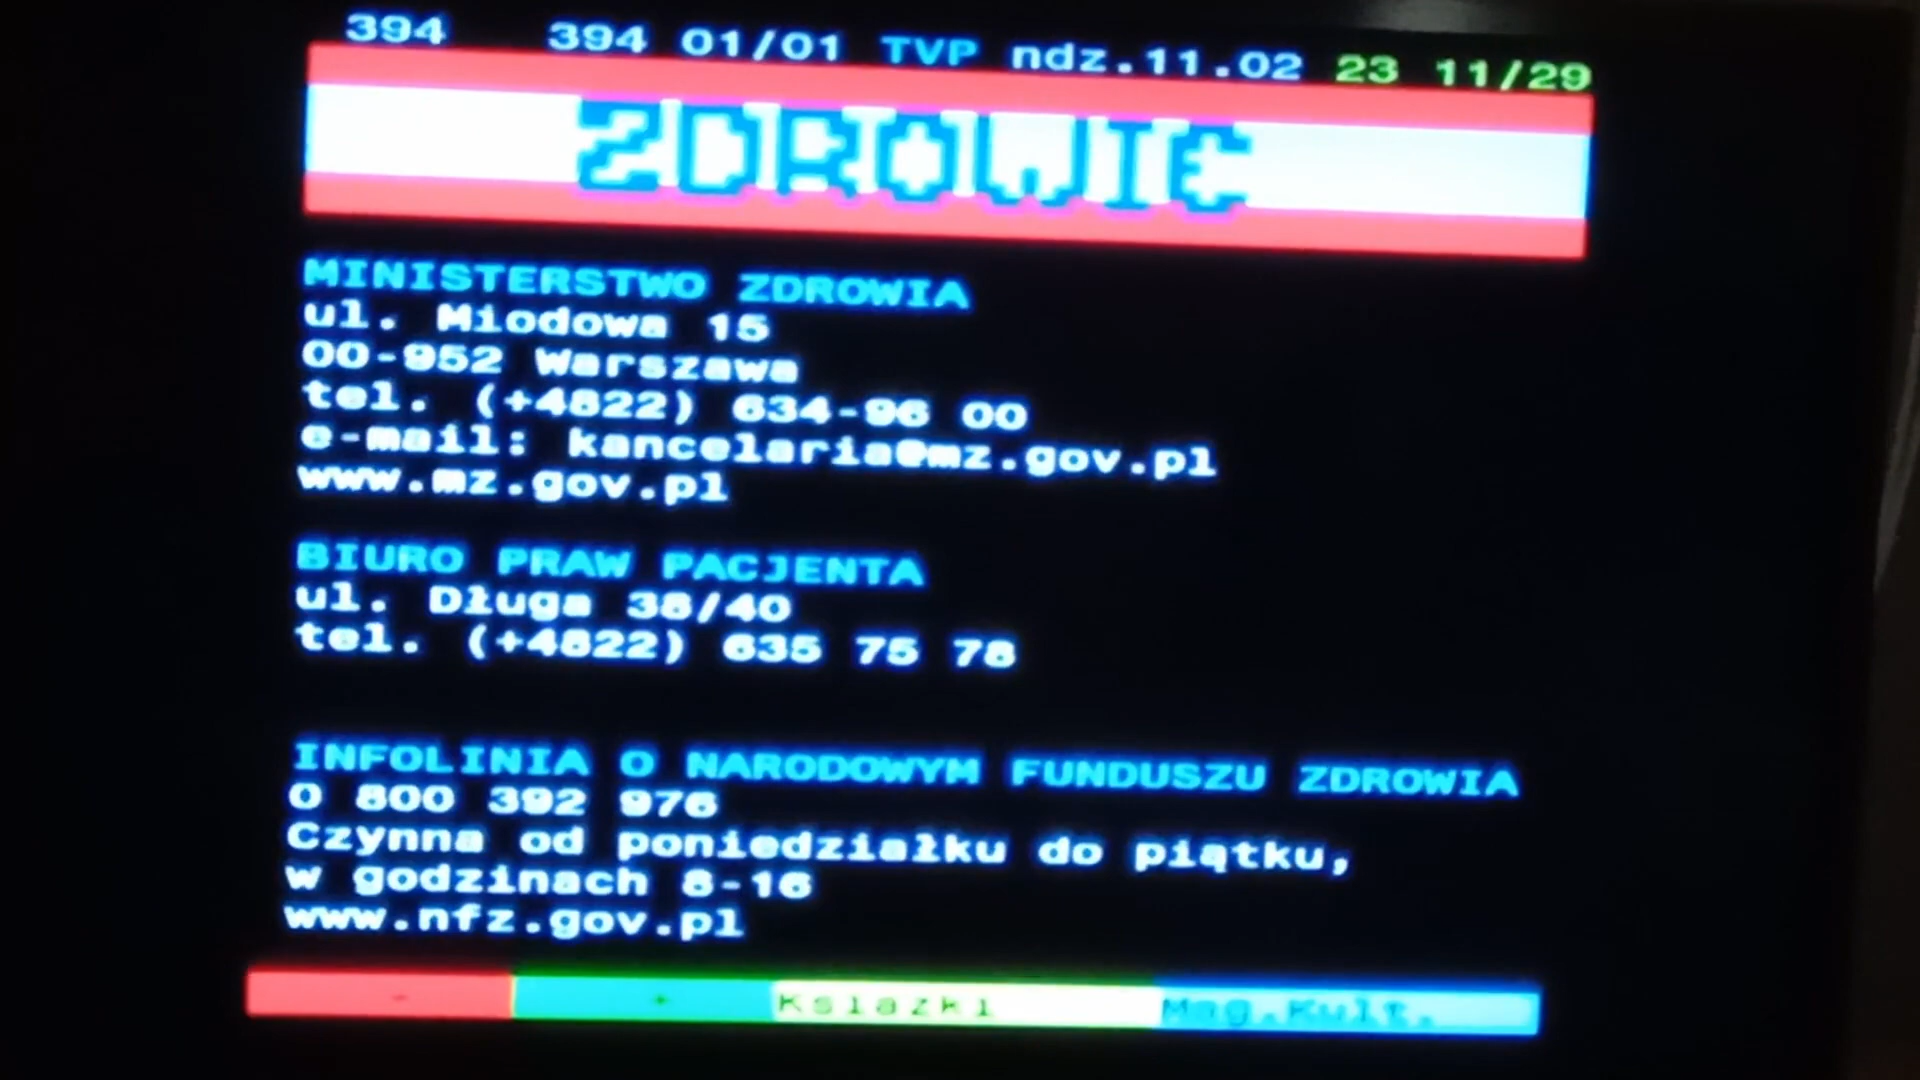 394 394 01/01 TVP ndz.11.02 23 11/29
ZDROWIE
MINISTERSTWO ZDROWIA
ul. Miodowa 15
00-952 Warszawa
tel. (+4822) 634-96 00
e-mail: kancelaria@mz.gov.pl
www.mz.gov.pl
BIURO PRAW PACJENTA
ul. Długa 38/40
tel. (+4822) 635 75 78
INFOLINIA O NARODOWYM FUNDUSZU ZDROWIA
0 800 392 976
Czynna od poniedziałku do piątku,
w godzinach 8-16
www.nfz.gov.pl
- + Ksiazki Mag.Kult.